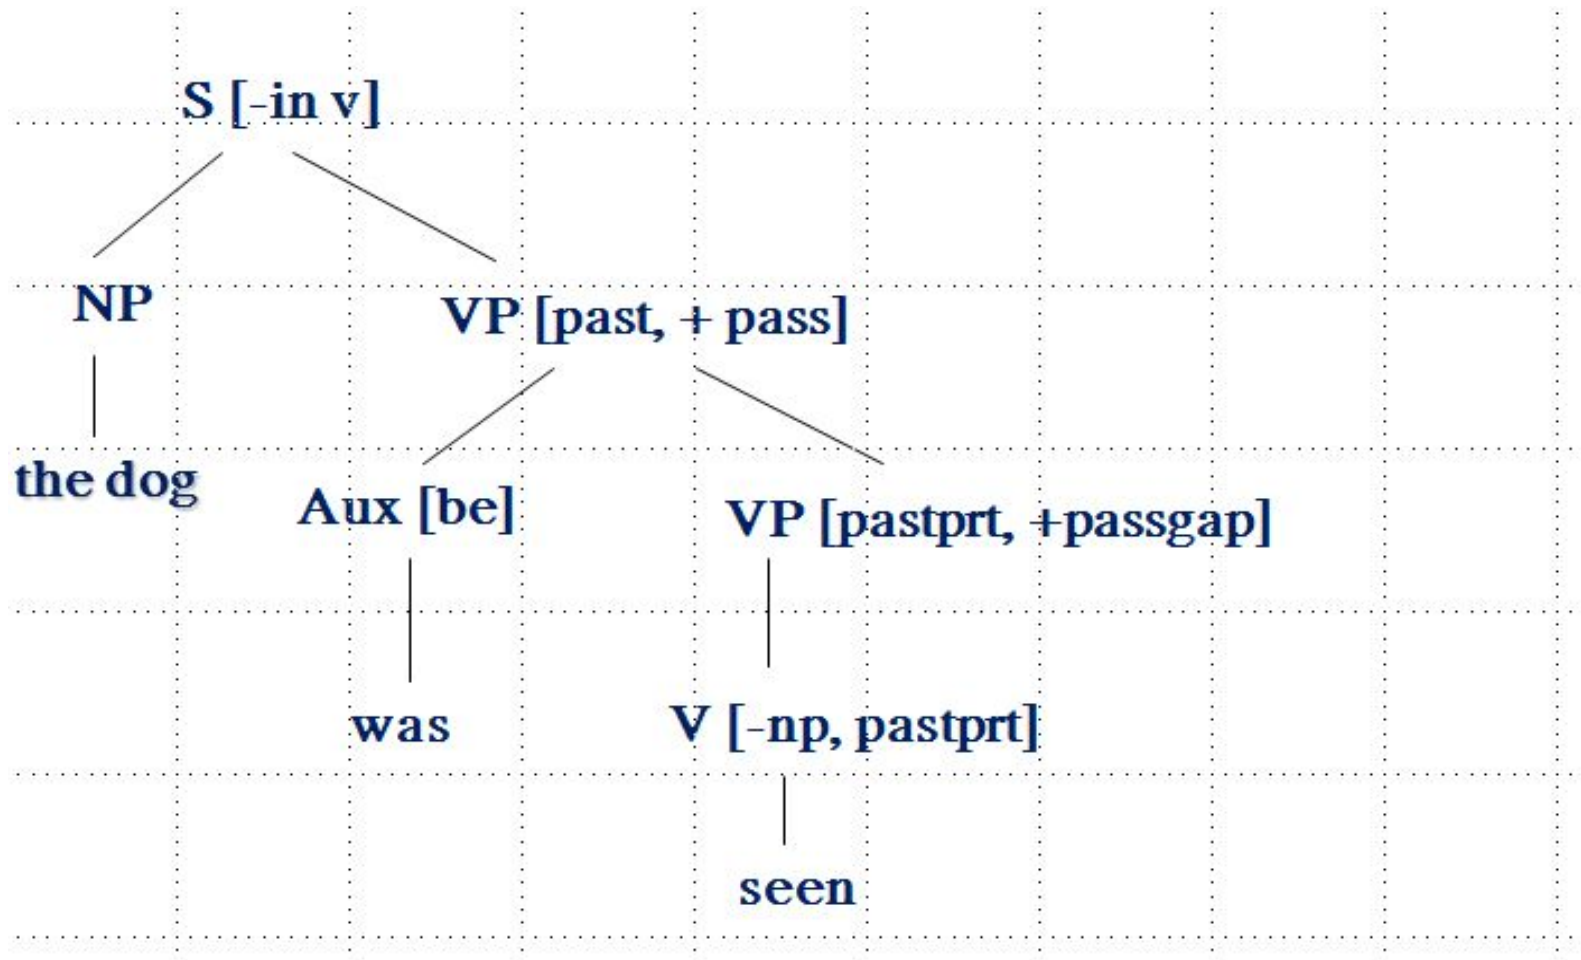 S [-in v]
NP
VP [past, + pass]
the dog
Aux [be]
VP [pastprt, +passgap]
was
V [-np, pastprt]
seen